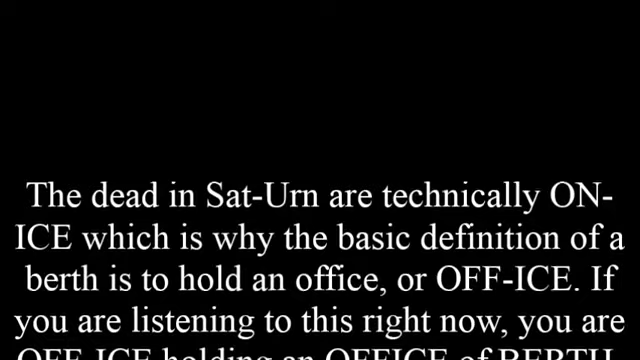 The dead in Sat-Urn are technically ON-
ICE which is why the basic definition of a
berth is to hold an office, or OFF-ICE. If
you are listening to this right now, you are
OFF-ICE holding an OFFICE of BERTH.